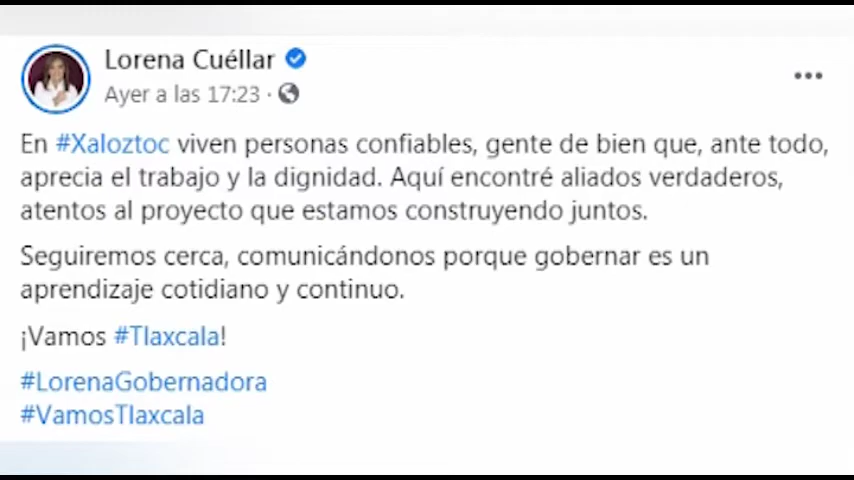 Lorena Cuéllar
Ayer a las 17:23 ·
En #Xaloztoc viven personas confiables, gente de bien que, ante todo,
aprecia el trabajo y la dignidad. Aquí encontré aliados verdaderos,
atentos al proyecto que estamos construyendo juntos.
Seguiremos cerca, comunicándonos porque gobernar es un
aprendizaje cotidiano y continuo.
¡Vamos #Tlaxcala!
#LorenaGobernadora
#VamosTlaxcala